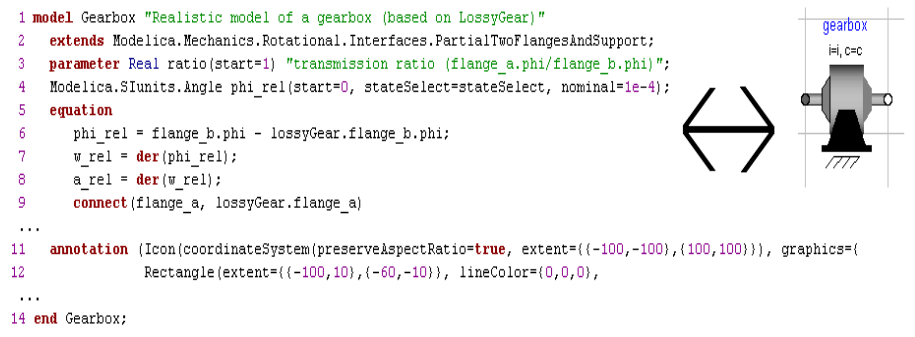 1 model Gearbox "Realistic model of a gearbox (based on LossyGear)"
2 extends Modelica.Mechanics.Rotational.Interfaces.PartialTwoFlangesAndSupport;
3 parameter Real ratio(start=1) "transmission ratio (flange_a.phi/flange_b.phi)";
4 Modelica.SIunits.Angle phi_rel(start=0, stateSelect=stateSelect, nominal=1e-4);
5 equation
6 phi_rel = flange_b.phi - lossyGear.flange_b.phi;
7 w_rel = der(phi_rel);
8 a_rel = der(w_rel);
9 connect(flange_a, lossyGear.flange_a)
...
11 annotation (Icon(coordinateSystem(preserveAspectRatio=true, extent={{-100,-100},{100,100}}), graphics={
12 Rectangle(extent={{-100,10},{-60,-10}}, lineColor={0,0,0},
...
14 end Gearbox;
gearbox
i=i, c=c